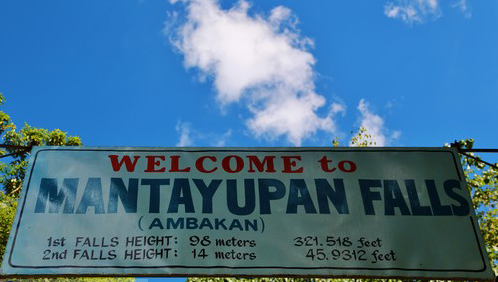 WELCOME to
MANTAYUPAN FALLS
(AMBAKAN)
1st FALLS HEIGHT: 98 meters 321.518 feet
2nd FALLS HEIGHT: 14 meters 45.9312 feet